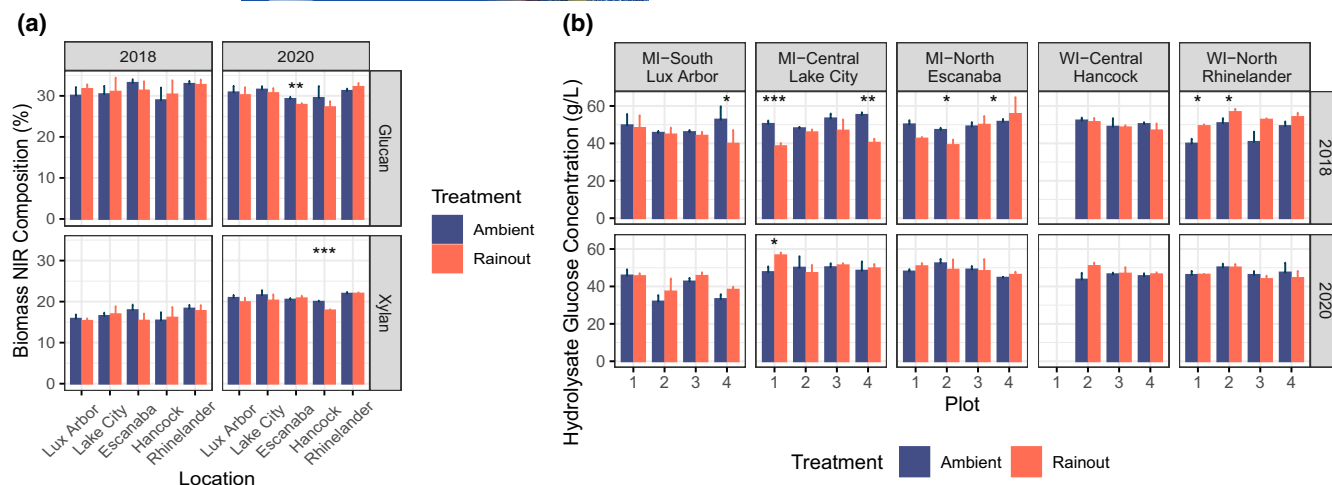 (a)
2018 2020
Biomass NIR Composition (%)
30
20
10
0
**
Glucan
30
20
10
0
***
Xylan
Lux Arbor
Lake City
Escanaba
Hancock
Rhinelander
Lux Arbor
Lake City
Escanaba
Hancock
Rhinelander
Location
Treatment
Ambient
Rainout
(b)
MI−South Lux Arbor
MI−Central Lake City
MI−North Escanaba
WI−Central Hancock
WI−North Rhinelander
Hydrolysate Glucose Concentration (g/L)
60
40
20
0
* *** ** * * * *
2018
60
40
20
0
*
2020
1 2 3 4 1 2 3 4 1 2 3 4 1 2 3 4 1 2 3 4
Plot
Treatment Ambient Rainout